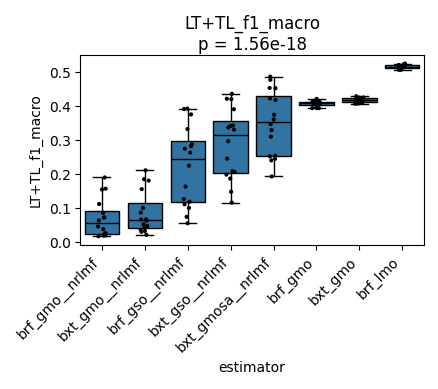 LT+TL_f1_macro
p = 1.56e-18
LT+TL_f1_macro
0.5
0.4
0.3
0.2
0.1
0.0
brf_gmo__nrlmf
bxt_gmo__nrlmf
brf_gso__nrlmf
bxt_gso__nrlmf
bxt_gmosa__nrlmf
brf_gmo
bxt_gmo
brf_lmo
estimator